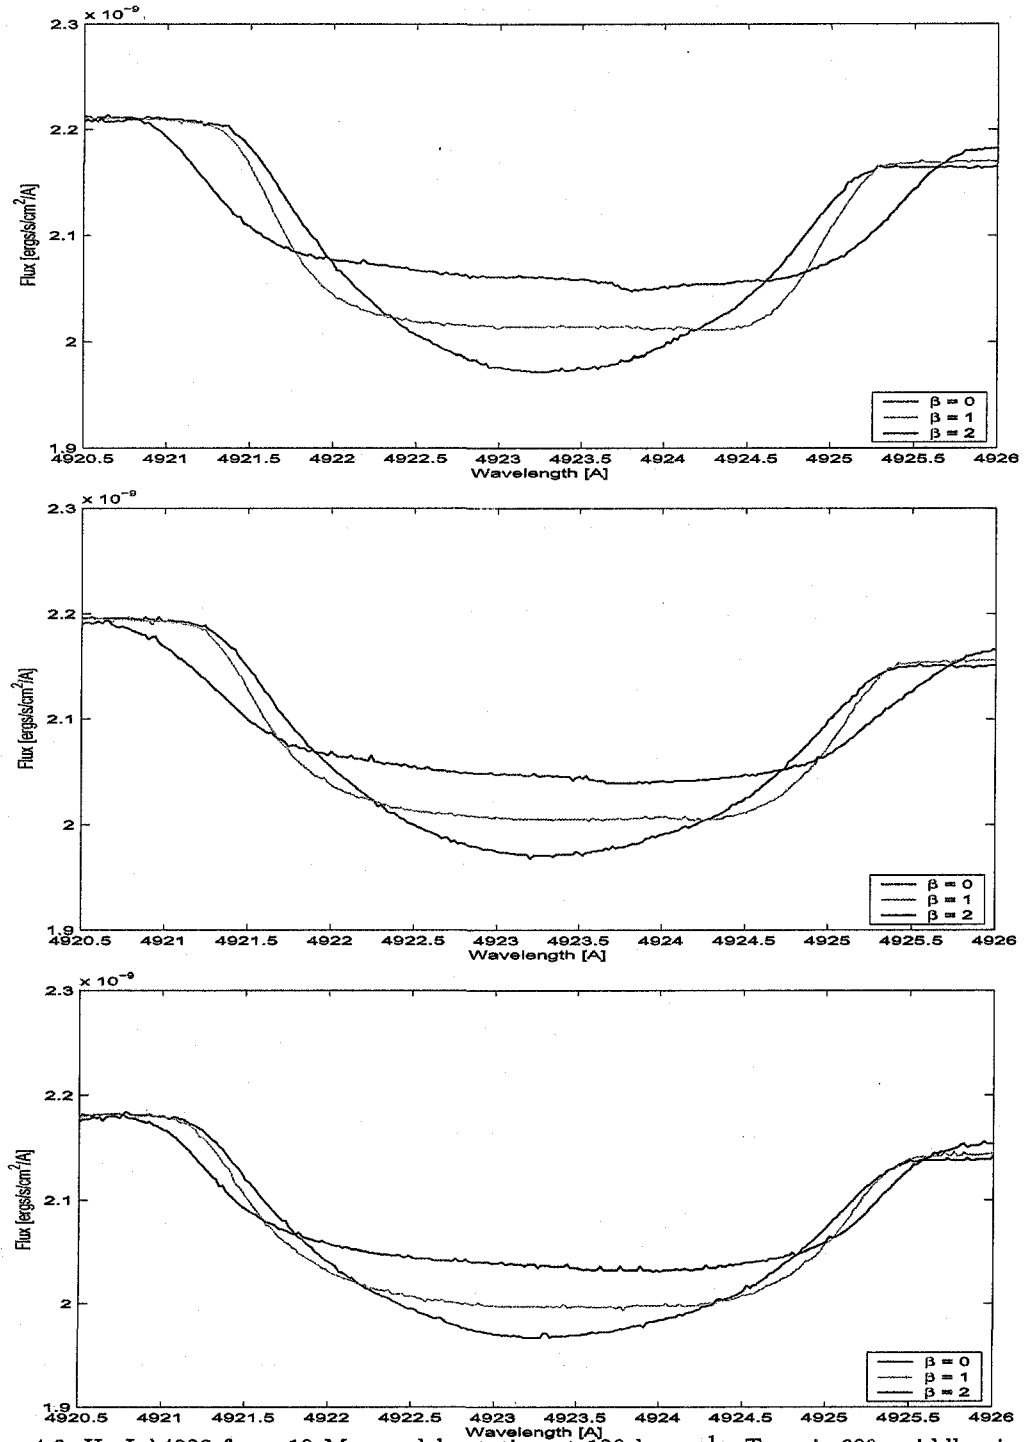 × 10⁻⁹
2.3
2.2
2.1
2
1.9
Flux [ergs/s/cm²/A]
4920.5 4921 4921.5 4922 4922.5 4923 4923.5 4924 4924.5 4925 4925.5 4926
Wavelength [A]
β = 0
β = 1
β = 2
× 10⁻⁹
2.3
2.2
2.1
2
1.9
Flux [ergs/s/cm²/A]
4920.5 4921 4921.5 4922 4922.5 4923 4923.5 4924 4924.5 4925 4925.5 4926
Wavelength [A]
β = 0
β = 1
β = 2
× 10⁻⁹
2.3
2.2
2.1
2
1.9
Flux [ergs/s/cm²/A]
4920.5 4921 4921.5 4922 4922.5 4923 4923.5 4924 4924.5 4925 4925.5 4926
Wavelength [A]
β = 0
β = 1
β = 2